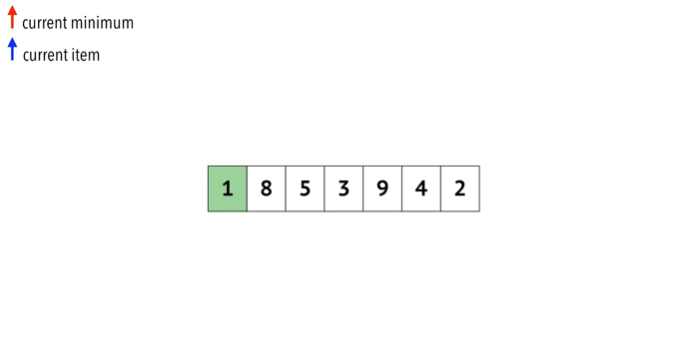 current minimum
current item
1 8 5 3 9 4 2